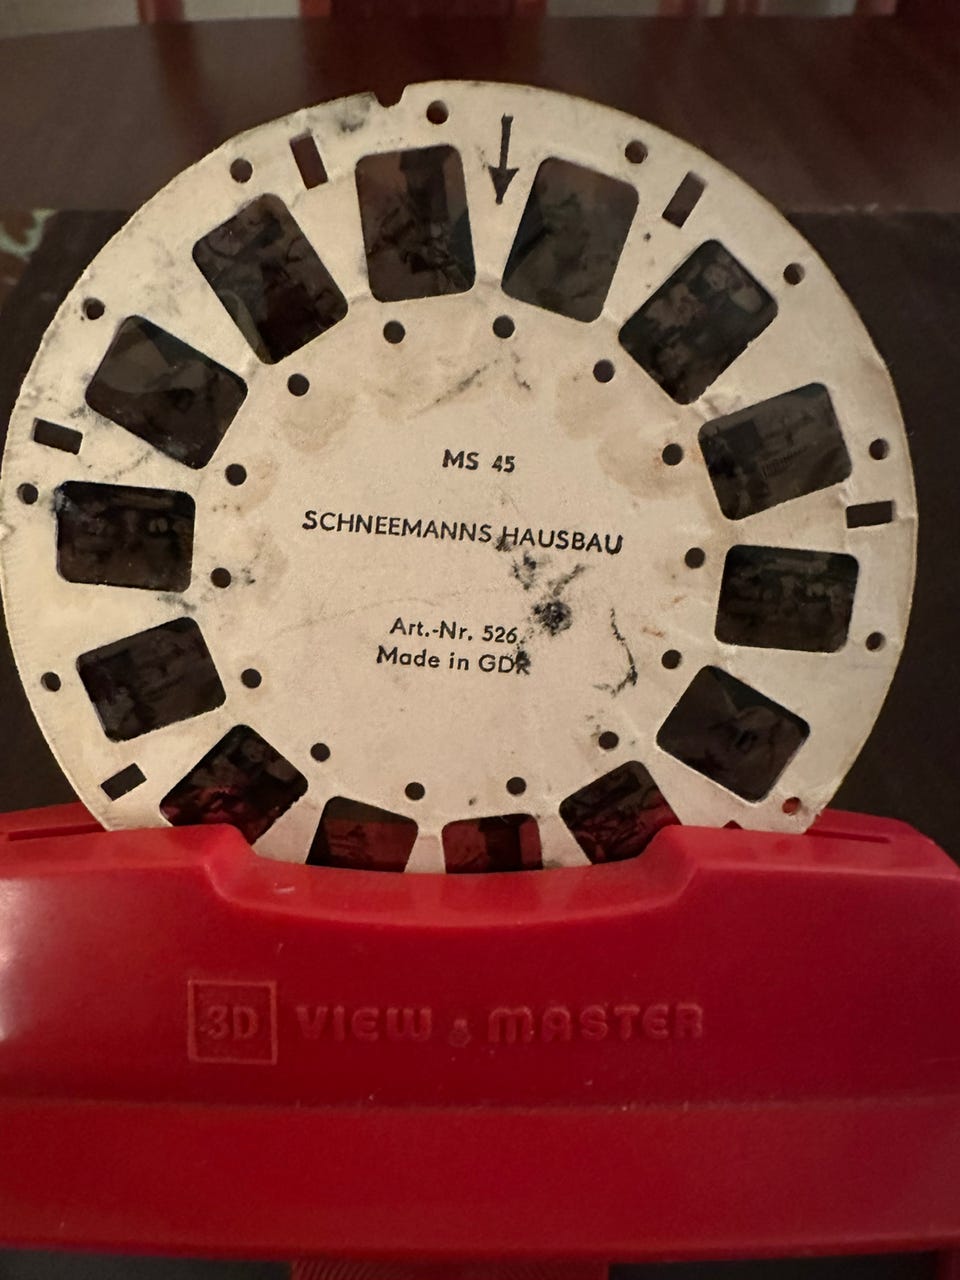 MS 45
SCHNEEMANNS HAUSBAU
Art.-Nr. 526
Made in GDR
3D VIEW MASTER